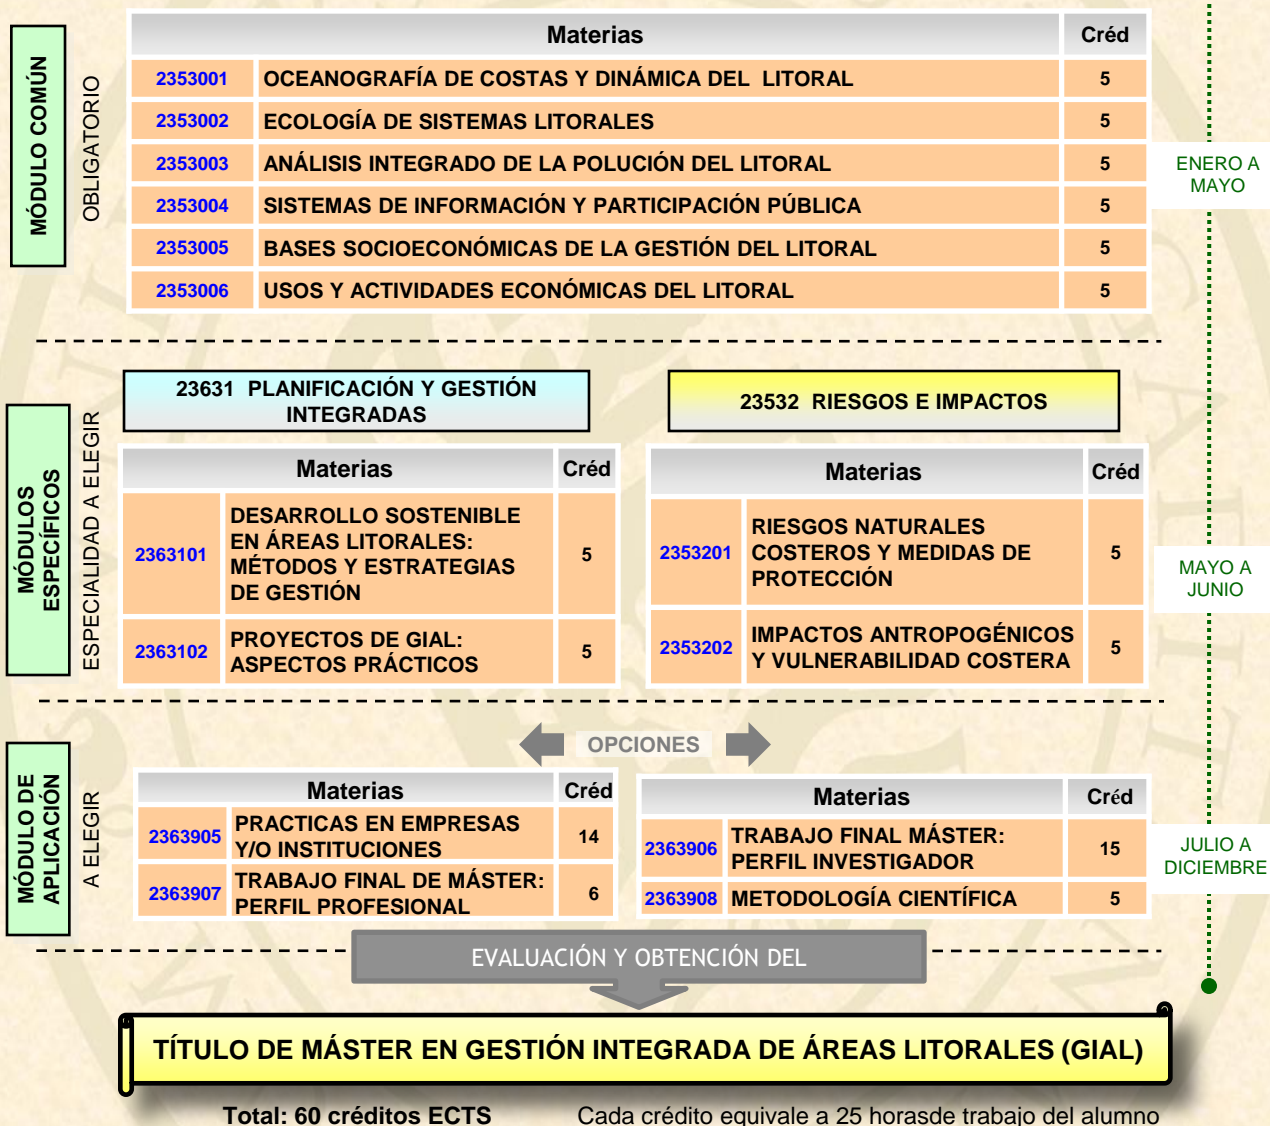 Materias Créd
MÓDULO COMÚN
OBLIGATORIO
2353001 OCEANOGRAFÍA DE COSTAS Y DINÁMICA DEL LITORAL 5
2353002 ECOLOGÍA DE SISTEMAS LITORALES 5
2353003 ANÁLISIS INTEGRADO DE LA POLUCIÓN DEL LITORAL 5
2353004 SISTEMAS DE INFORMACIÓN Y PARTICIPACIÓN PÚBLICA 5
2353005 BASES SOCIOECONÓMICAS DE LA GESTIÓN DEL LITORAL 5
2353006 USOS Y ACTIVIDADES ECONÓMICAS DEL LITORAL 5
ENERO A
MAYO
MÓDULOS
ESPECÍFICOS
ESPECIALIDAD A ELEGIR
23631 PLANIFICACIÓN Y GESTIÓN
INTEGRADAS
Materias Créd
2363101 DESARROLLO SOSTENIBLE
EN ÁREAS LITORALES:
MÉTODOS Y ESTRATEGIAS
DE GESTIÓN 5
2363102 PROYECTOS DE GIAL:
ASPECTOS PRÁCTICOS 5
23532 RIESGOS E IMPACTOS
Materias Créd
2353201 RIESGOS NATURALES
COSTEROS Y MEDIDAS DE
PROTECCIÓN 5
2353202 IMPACTOS ANTROPOGÉNICOS
Y VULNERABILIDAD COSTERA 5
MAYO A
JUNIO
OPCIONES
MÓDULO DE
APLICACIÓN
A ELEGIR
Materias Créd
2363905 PRACTICAS EN EMPRESAS
Y/O INSTITUCIONES 14
2363907 TRABAJO FINAL DE MÁSTER:
PERFIL PROFESIONAL 6
Materias Créd
2363906 TRABAJO FINAL MÁSTER:
PERFIL INVESTIGADOR 15
2363908 METODOLOGÍA CIENTÍFICA 5
JULIO A
DICIEMBRE
EVALUACIÓN Y OBTENCIÓN DEL
TÍTULO DE MÁSTER EN GESTIÓN INTEGRADA DE ÁREAS LITORALES (GIAL)
Total: 60 créditos ECTS Cada crédito equivale a 25 horasde trabajo del alumno